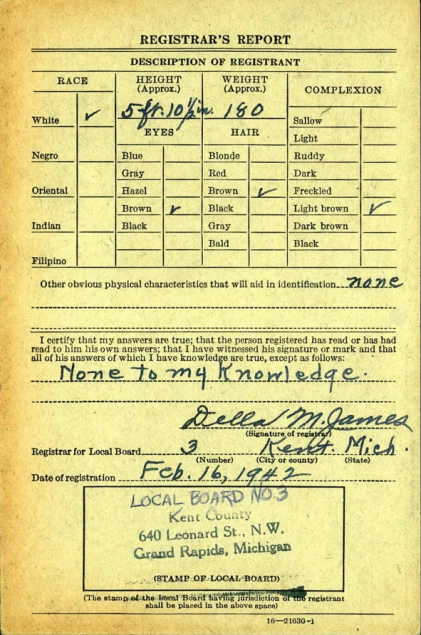 REGISTRAR'S REPORT
DESCRIPTION OF REGISTRANT
RACE HEIGHT (Approx.) WEIGHT (Approx.) COMPLEXION
5 ft. 10 1/2 in. 180
White ✓ EYES HAIR Sallow
Light
Negro Blue Blonde Ruddy
Gray Red Dark
Oriental Hazel Brown ✓ Freckled
Brown ✓ Black Light brown ✓
Indian Black Gray Dark brown
Bald Black
Filipino
Other obvious physical characteristics that will aid in identification none
I certify that my answers are true; that the person registered has read or has had
read to him his own answers; that I have witnessed his signature or mark and that
all of his answers of which I have knowledge are true, except as follows:
None to my Knowledge.
Della M. James
(Signature of registrar)
Registrar for Local Board 3 Kent. Mich.
(Number) (City or county) (State)
Date of registration Feb. 16, 1942
LOCAL BOARD NO 3
Kent County
640 Leonard St., N.W.
Grand Rapids, Michigan
(STAMP OF LOCAL BOARD)
(The stamp of the Local Board having jurisdiction of the registrant
shall be placed in the above space)
16—21630-1